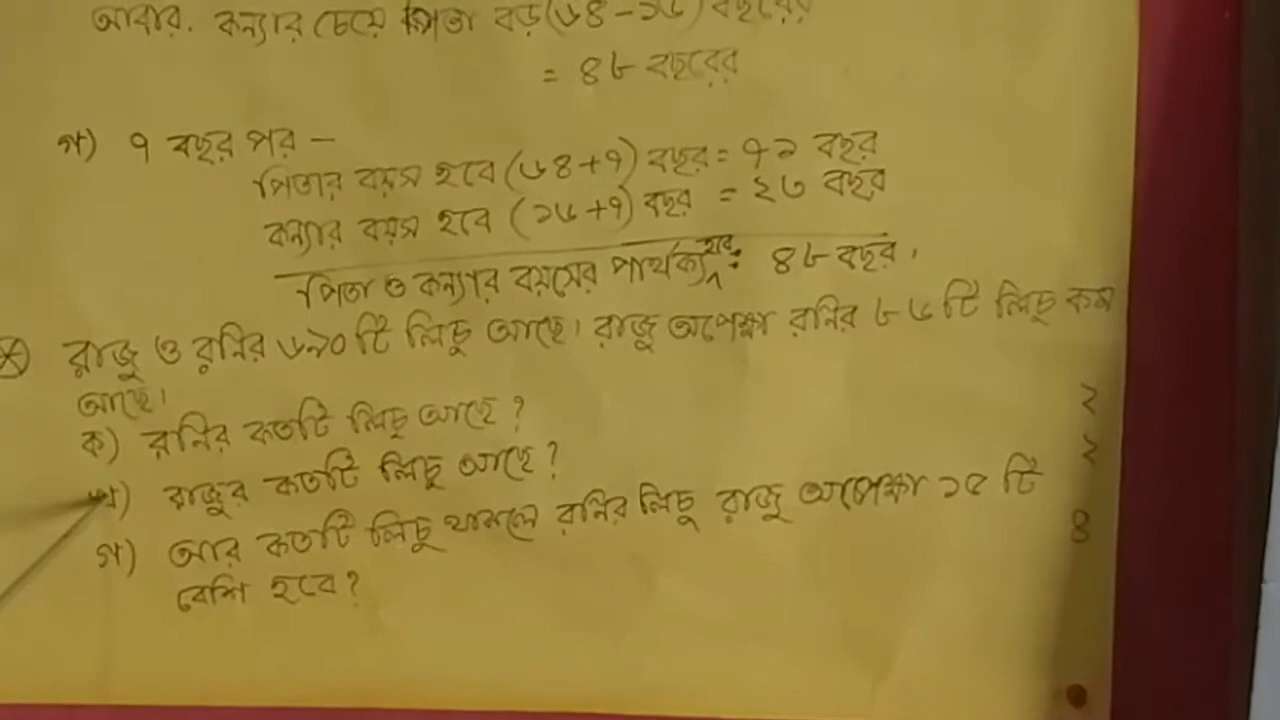 আবার, কন্যার চেয়ে পিতা বড় (৬৪-১৬) বছরের
= ৪৮ বছরের
গ) ৭ বছর পর —
পিতার বয়স হবে (৬৪+৭) বছর = ৭১ বছর
কন্যার বয়স হবে (১৬+৭) বছর = ২৩ বছর
পিতা ও কন্যার বয়সের পার্থক্য হবে = ৪৮ বছর।
রাজু ও রনির ৬৯০ টি লিচু আছে। রাজু অপেক্ষা রনির ৮৬ টি লিচু কম
আছে।
ক) রনির কতটি লিচু আছে? ২
খ) রাজুর কতটি লিচু আছে? ২
গ) আর কতটি লিচু থাকলে রনির লিচু রাজু অপেক্ষা ১৫ টি
বেশি হবে? ৪